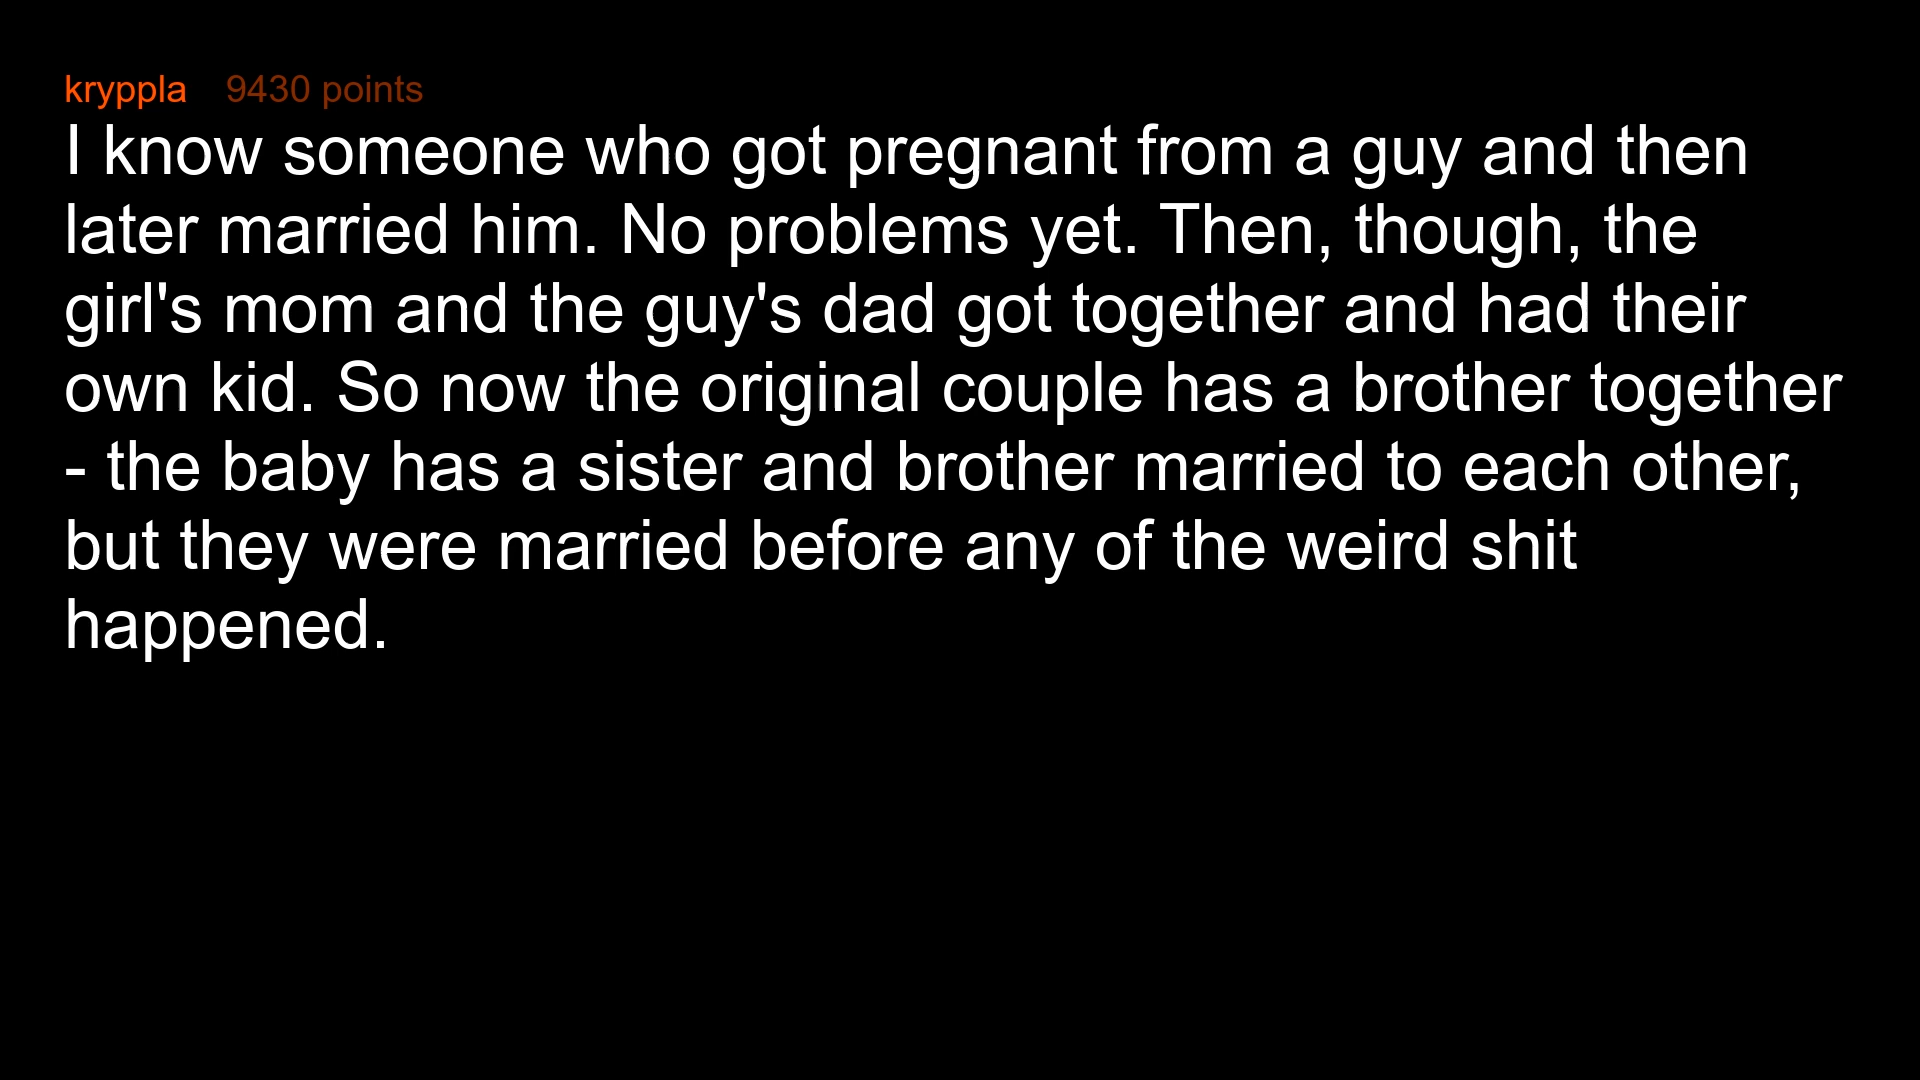 kryppla 9430 points
I know someone who got pregnant from a guy and then
later married him. No problems yet. Then, though, the
girl's mom and the guy's dad got together and had their
own kid. So now the original couple has a brother together
- the baby has a sister and brother married to each other,
but they were married before any of the weird shit
happened.